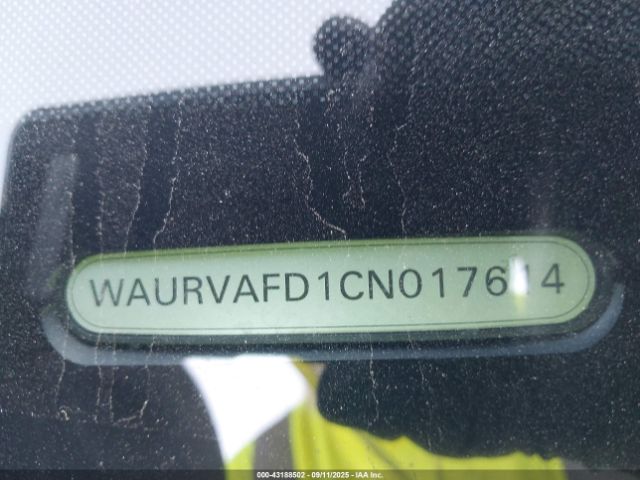 WAURVAFD1CN017614
000-43188502 - 09/11/2025 - IAA Inc.